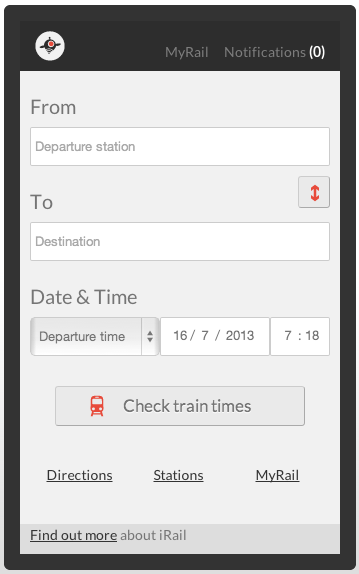 MyRail Notifications (0)
From
Departure station
To
Destination
Date & Time
Departure time 16 / 7 / 2013 7 : 18
Check train times
Directions Stations MyRail
Find out more about iRail